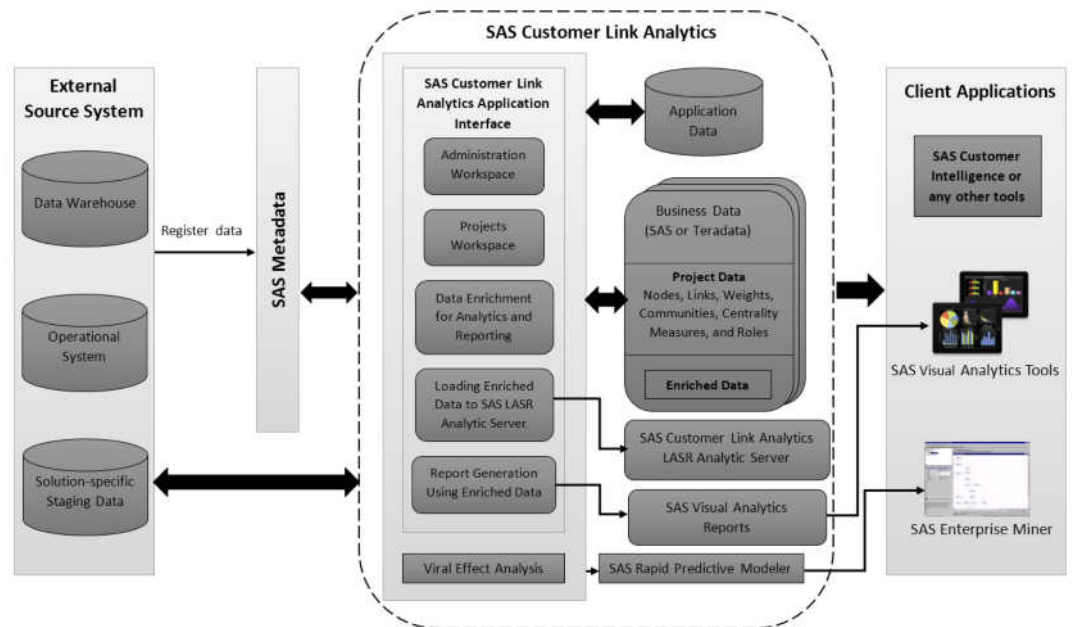 SAS Customer Link Analytics
External
Source System
Data Warehouse
Operational
System
Solution-specific
Staging Data
Register data
SAS Metadata
SAS Customer Link
Analytics Application
Interface
Administration
Workspace
Projects
Workspace
Data Enrichment
for Analytics and
Reporting
Loading Enriched
Data to SAS LASR
Analytic Server
Report Generation
Using Enriched Data
Viral Effect Analysis
Application
Data
Business Data
(SAS or Teradata)
Project Data
Nodes, Links, Weights,
Communities, Centrality
Measures, and Roles
Enriched Data
SAS Customer Link Analytics
LASR Analytic Server
SAS Visual Analytics
Reports
SAS Rapid Predictive Modeler
Client Applications
SAS Customer
Intelligence or
any other tools
SAS Visual Analytics Tools
SAS Enterprise Miner